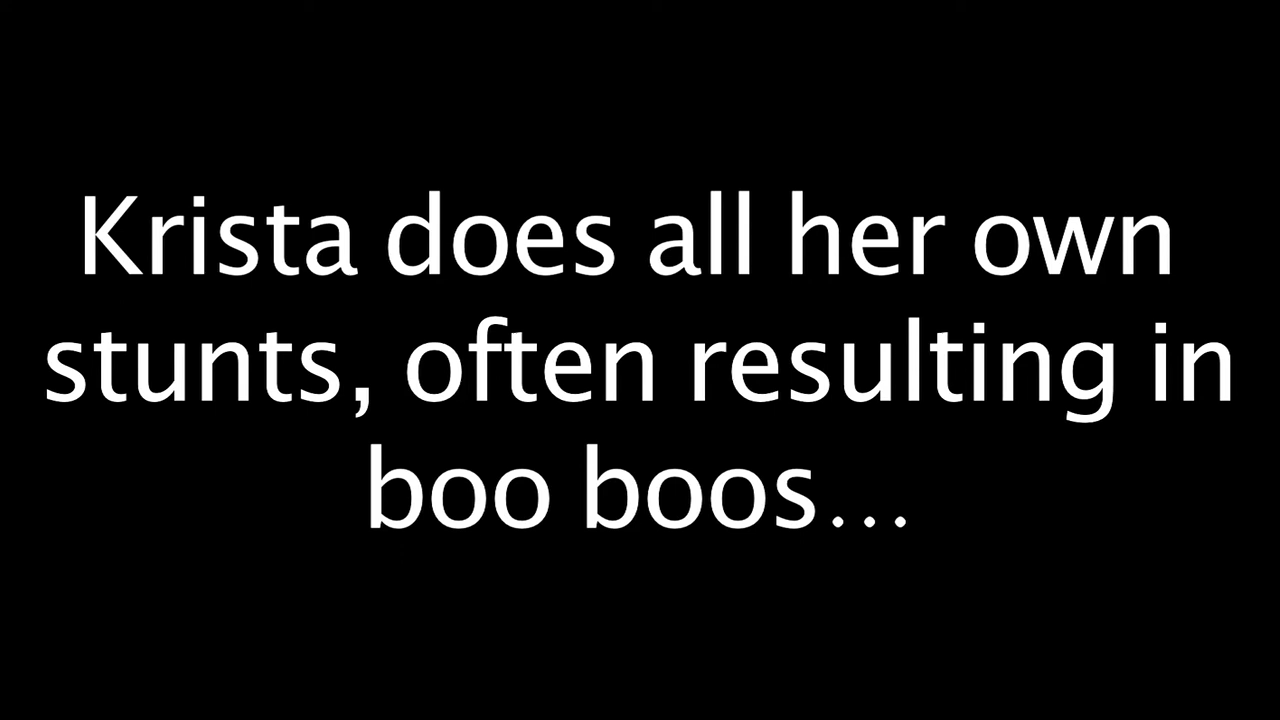 Krista does all her own
stunts, often resulting in
boo boos...